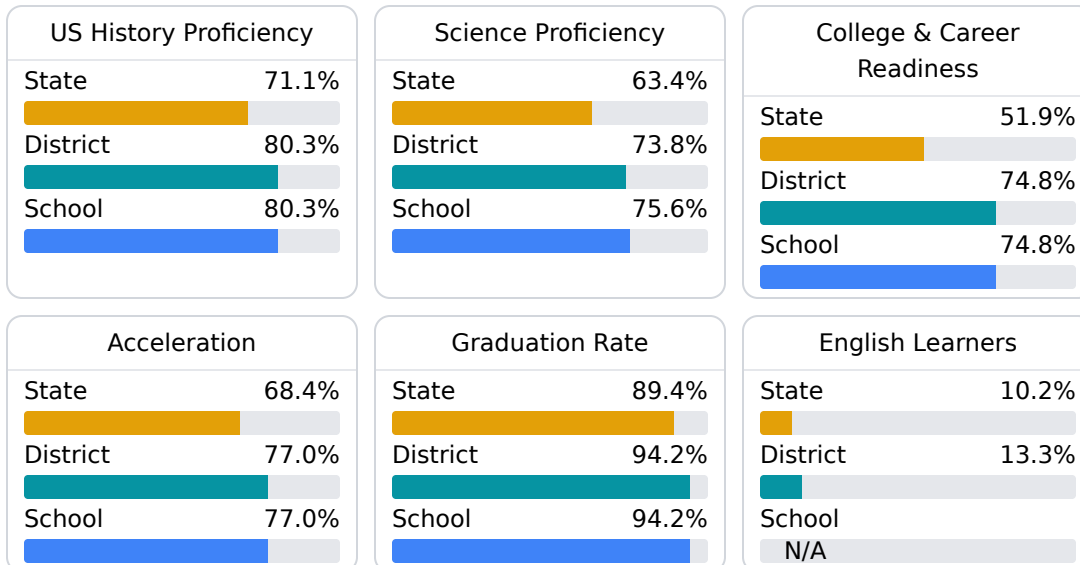 US History Proficiency
State 71.1%
District 80.3%
School 80.3%
Science Proficiency
State 63.4%
District 73.8%
School 75.6%
College & Career
Readiness
State 51.9%
District 74.8%
School 74.8%
Acceleration
State 68.4%
District 77.0%
School 77.0%
Graduation Rate
State 89.4%
District 94.2%
School 94.2%
English Learners
State 10.2%
District 13.3%
School
N/A